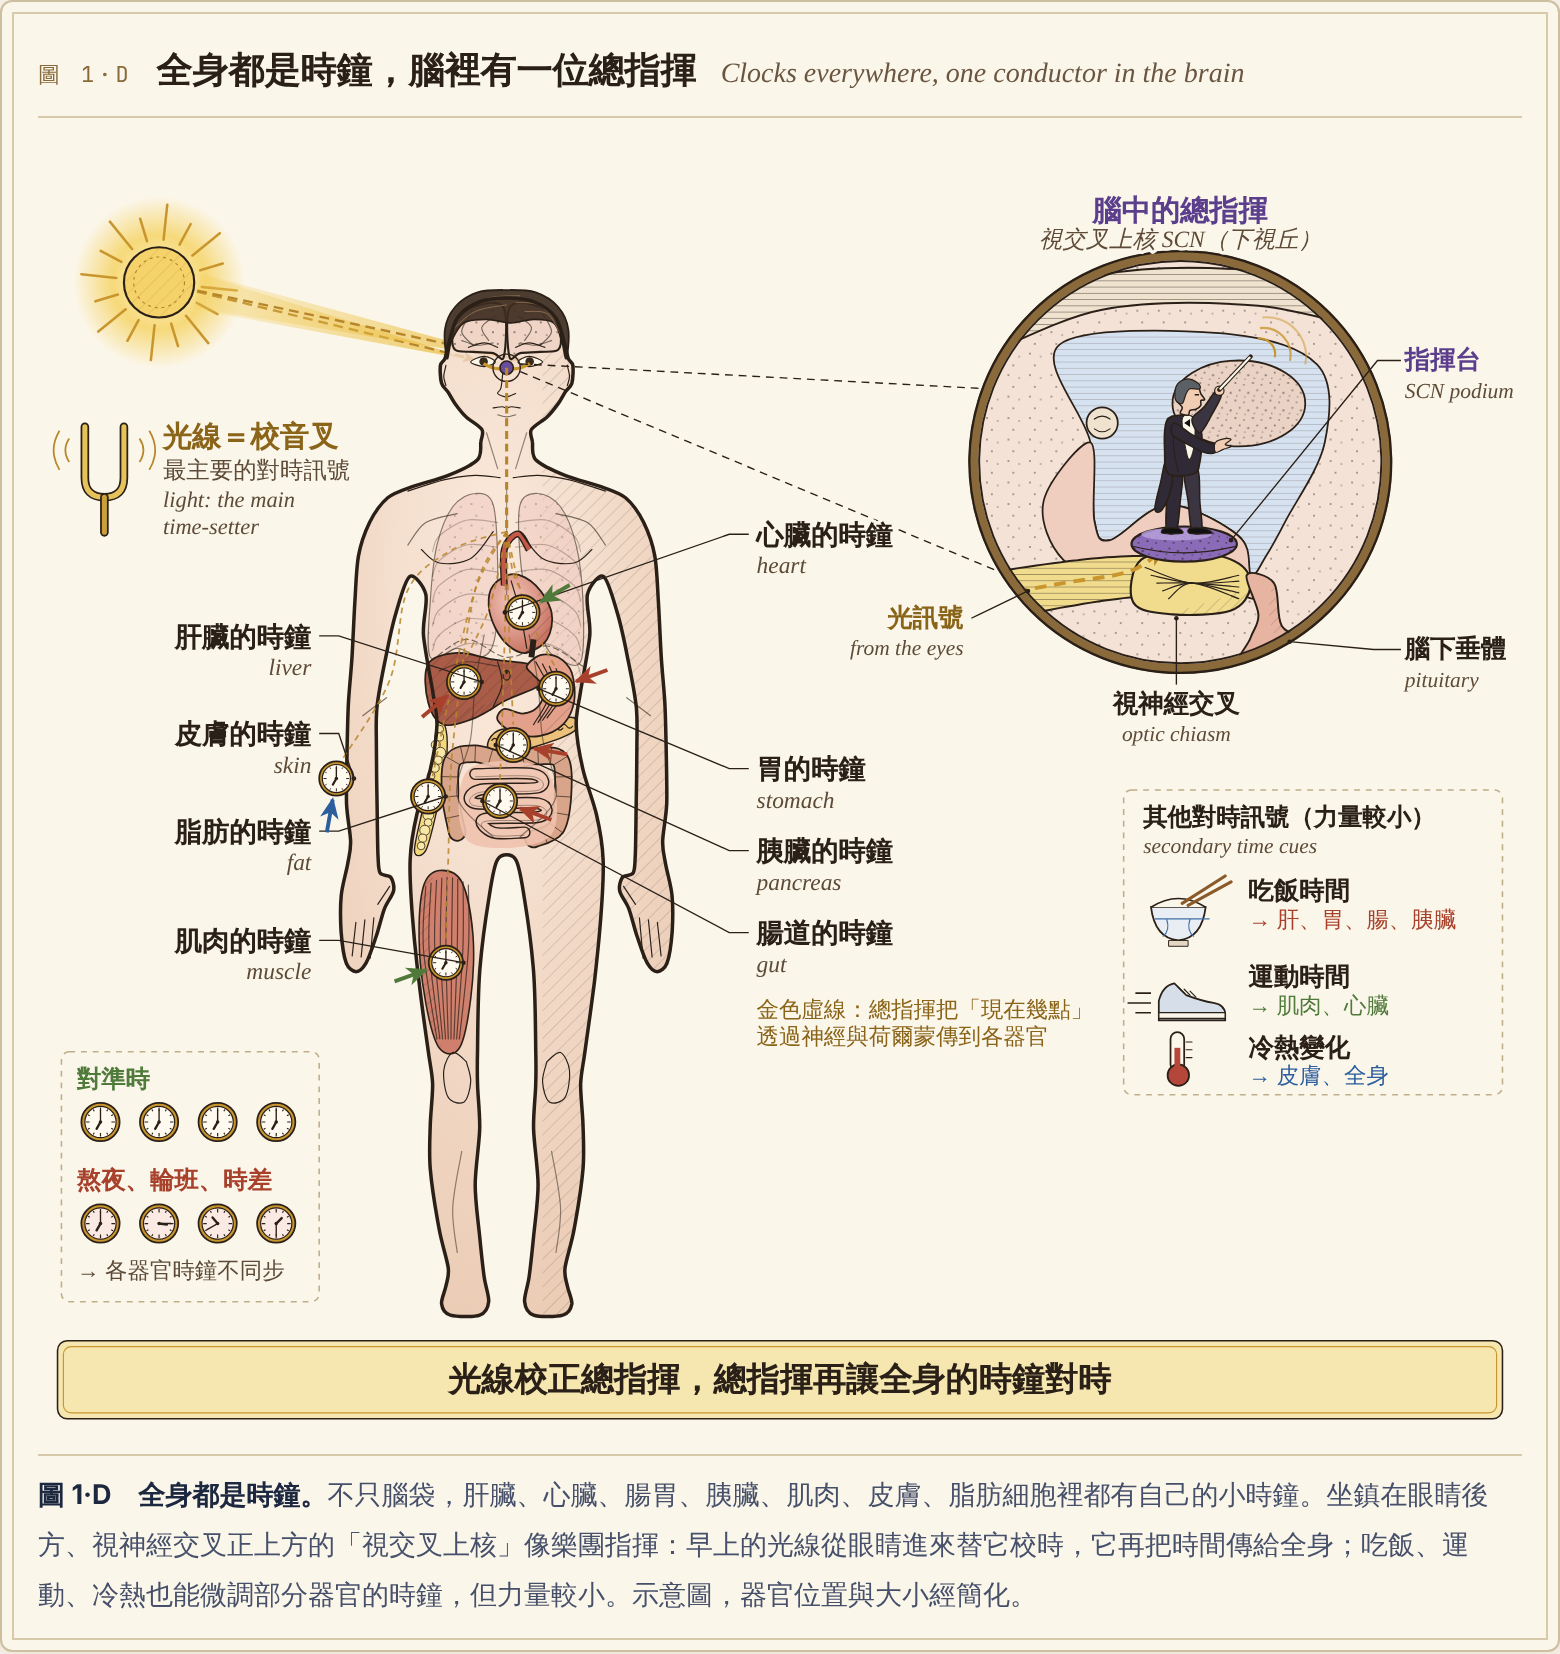 圖 1·D 全身都是時鐘，腦裡有一位總指揮 Clocks everywhere, one conductor in the brain
腦中的總指揮
視交叉上核 SCN（下視丘）
指揮台
SCN podium
光線＝校音叉
最主要的對時訊號
light: the main
time-setter
心臟的時鐘
heart
光訊號
from the eyes
肝臟的時鐘
liver
腦下垂體
pituitary
視神經交叉
optic chiasm
皮膚的時鐘
skin
胃的時鐘
stomach
脂肪的時鐘
fat
胰臟的時鐘
pancreas
肌肉的時鐘
muscle
腸道的時鐘
gut
金色虛線：總指揮把「現在幾點」
透過神經與荷爾蒙傳到各器官
其他對時訊號（力量較小）
secondary time cues
吃飯時間
→ 肝、胃、腸、胰臟
運動時間
→ 肌肉、心臟
冷熱變化
→ 皮膚、全身
對準時
熬夜、輪班、時差
→ 各器官時鐘不同步
光線校正總指揮，總指揮再讓全身的時鐘對時
圖 1·D 全身都是時鐘。不只腦袋，肝臟、心臟、腸胃、胰臟、肌肉、皮膚、脂肪細胞裡都有自己的小時鐘。坐鎮在眼睛後
方、視神經交叉正上方的「視交叉上核」像樂團指揮：早上的光線從眼睛進來替它校時，它再把時間傳給全身；吃飯、運
動、冷熱也能微調部分器官的時鐘，但力量較小。示意圖，器官位置與大小經簡化。